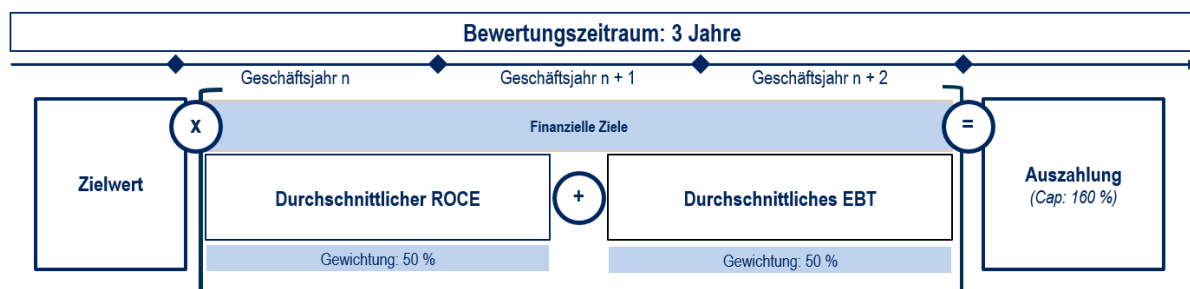 Bewertungszeitraum: 3 Jahre
Geschäftsjahr n
Geschäftsjahr n + 1
Geschäftsjahr n + 2
Zielwert
x
Finanzielle Ziele
=
Durchschnittlicher ROCE
+
Durchschnittliches EBT
Auszahlung
(Cap: 160 %)
Gewichtung: 50 %
Gewichtung: 50 %